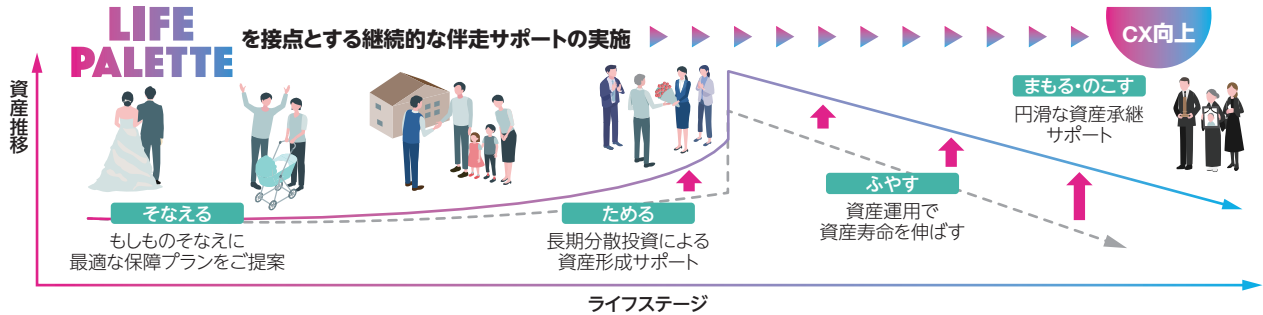 LIFE
PALETTE
を接点とする継続的な伴走サポートの実施
CX向上
資産推移
そなえる
もしものそなえに
最適な保障プランをご提案
ためる
長期分散投資による
資産形成サポート
ふやす
資産運用で
資産寿命を伸ばす
まもる・のこす
円滑な資産承継
サポート
ライフステージ